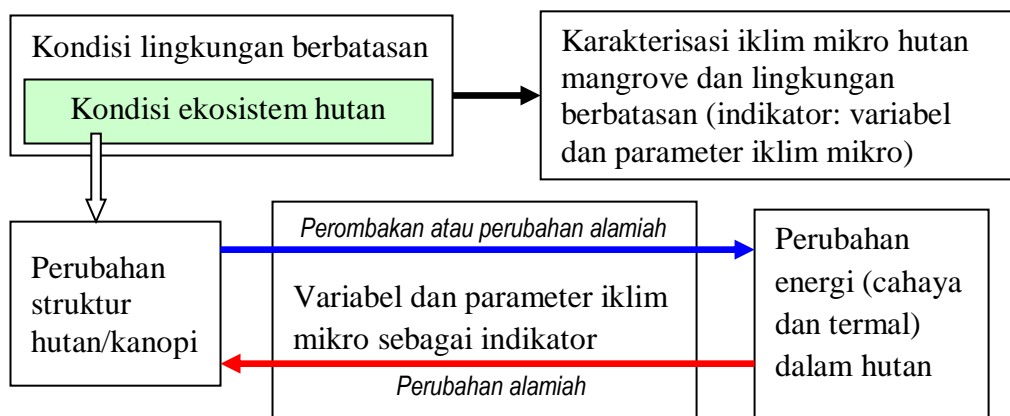 Kondisi lingkungan berbatasan
Kondisi ekosistem hutan
Karakterisasi iklim mikro hutan
mangrove dan lingkungan
berbatasan (indikator: variabel
dan parameter iklim mikro)
Perubahan
struktur
hutan/kanopi
Perombakan atau perubahan alamiah
Variabel dan parameter iklim
mikro sebagai indikator
Perubahan alamiah
Perubahan
energi (cahaya
dan termal)
dalam hutan